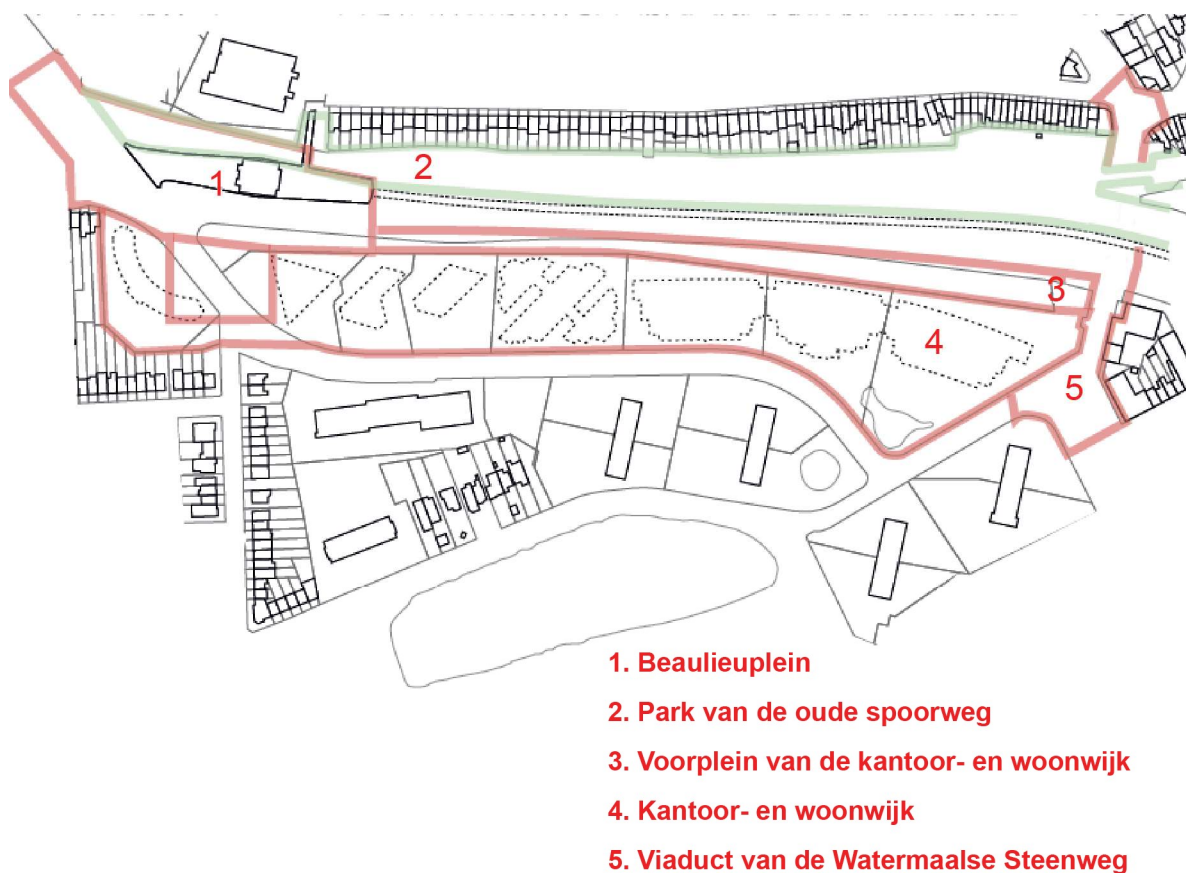 1
2
3
4
5
1. Beaulieuplein
2. Park van de oude spoorweg
3. Voorplein van de kantoor- en woonwijk
4. Kantoor- en woonwijk
5. Viaduct van de Watermaalse Steenweg